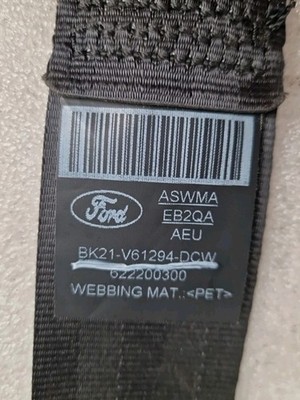 Ford
ASWMA
EB2QA
AEU
BK21-V61294-DCW
622200300
WEBBING MAT.:<PET>